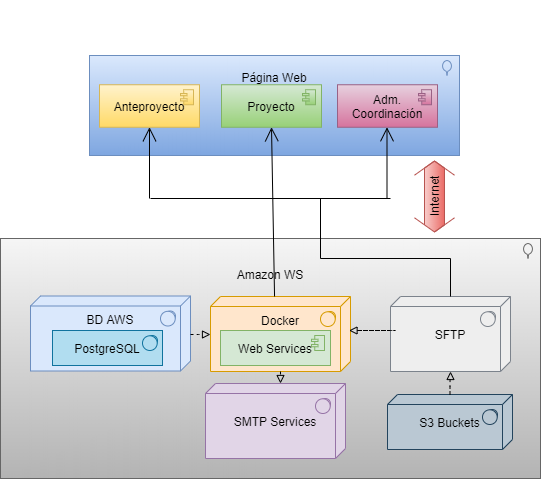 Página Web
Anteproyecto
Proyecto
Adm.
Coordinación
Internet
Amazon WS
BD AWS
PostgreSQL
Docker
Web Services
SFTP
SMTP Services
S3 Buckets